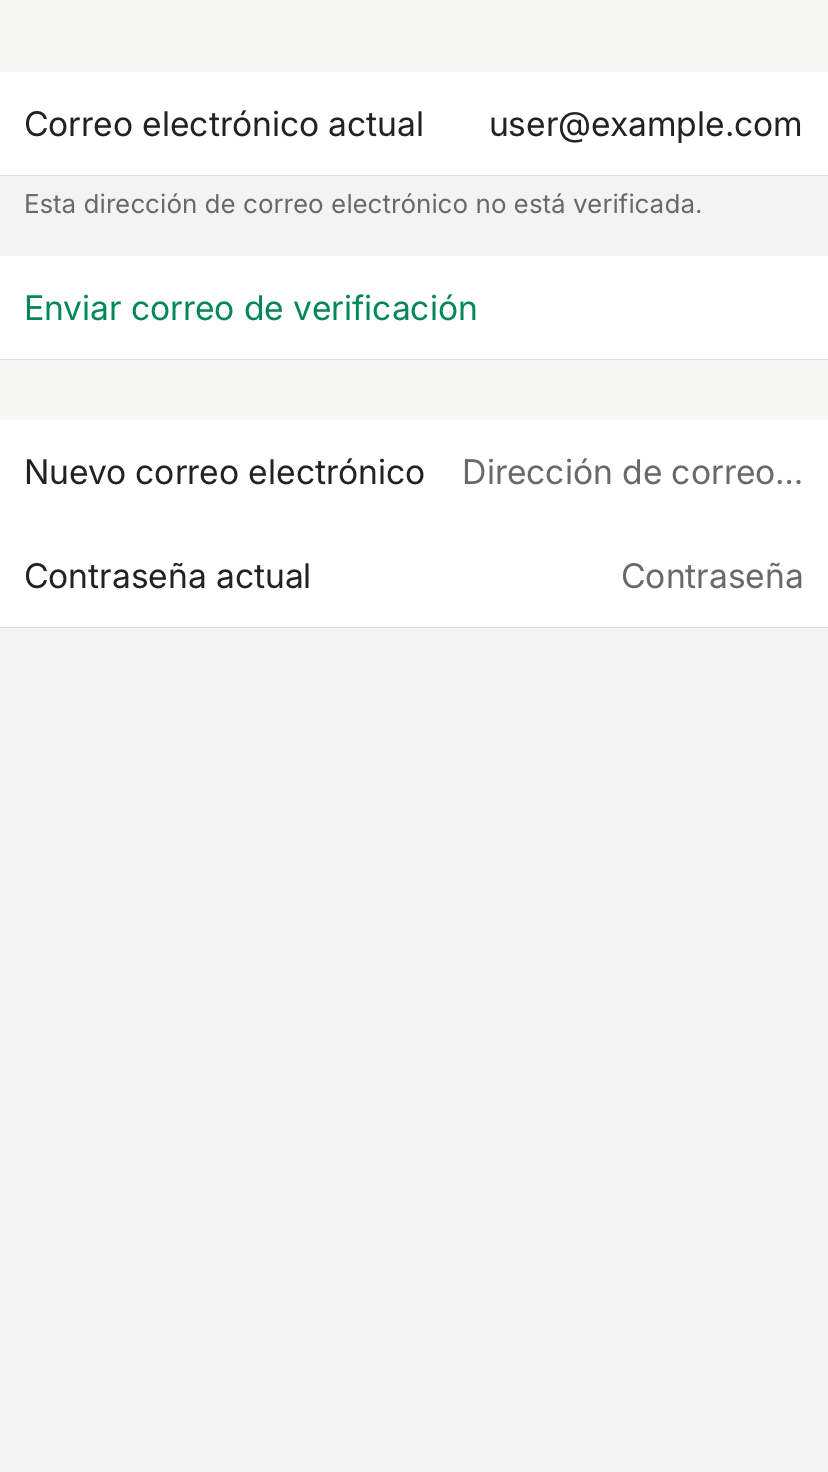 Correo electrónico actual user@example.com
Esta dirección de correo electrónico no está verificada.
Enviar correo de verificación
Nuevo correo electrónico Dirección de correo...
Contraseña actual Contraseña